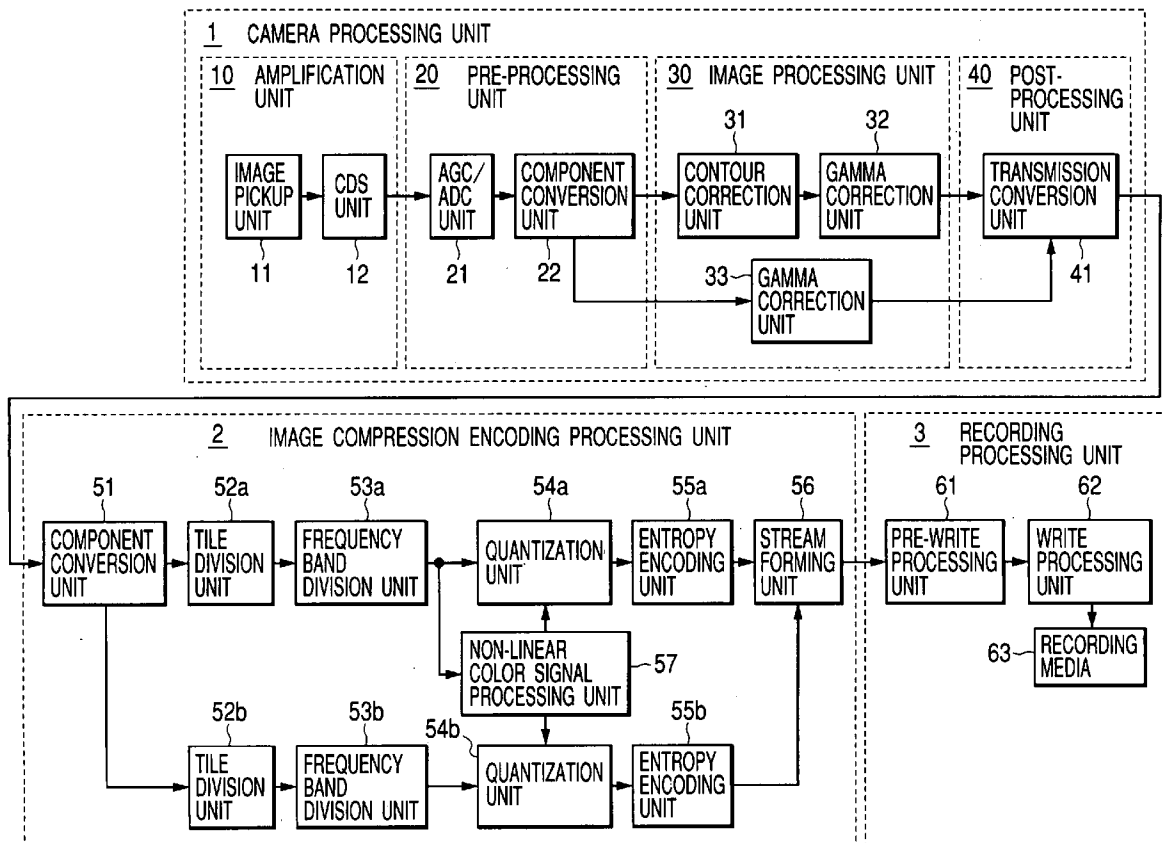 1 CAMERA PROCESSING UNIT
10 AMPLIFICATION
UNIT
20 PRE-PROCESSING
UNIT
30 IMAGE PROCESSING UNIT
40 POST-
PROCESSING
UNIT
IMAGE
PICKUP
UNIT
11
CDS
UNIT
12
AGC/
ADC
UNIT
21
COMPONENT
CONVERSION
UNIT
22
31
CONTOUR
CORRECTION
UNIT
32
GAMMA
CORRECTION
UNIT
33
GAMMA
CORRECTION
UNIT
TRANSMISSION
CONVERSION
UNIT
41
2 IMAGE COMPRESSION ENCODING PROCESSING UNIT
51
COMPONENT
CONVERSION
UNIT
52a
TILE
DIVISION
UNIT
53a
FREQUENCY
BAND
DIVISION UNIT
54a
QUANTIZATION
UNIT
55a
ENTROPY
ENCODING
UNIT
56
STREAM
FORMING
UNIT
NON-LINEAR
COLOR SIGNAL
PROCESSING UNIT
57
52b
TILE
DIVISION
UNIT
53b
FREQUENCY
BAND
DIVISION UNIT
54b
QUANTIZATION
UNIT
55b
ENTROPY
ENCODING
UNIT
3 RECORDING
PROCESSING UNIT
61
PRE-WRITE
PROCESSING
UNIT
62
WRITE
PROCESSING
UNIT
63
RECORDING
MEDIA